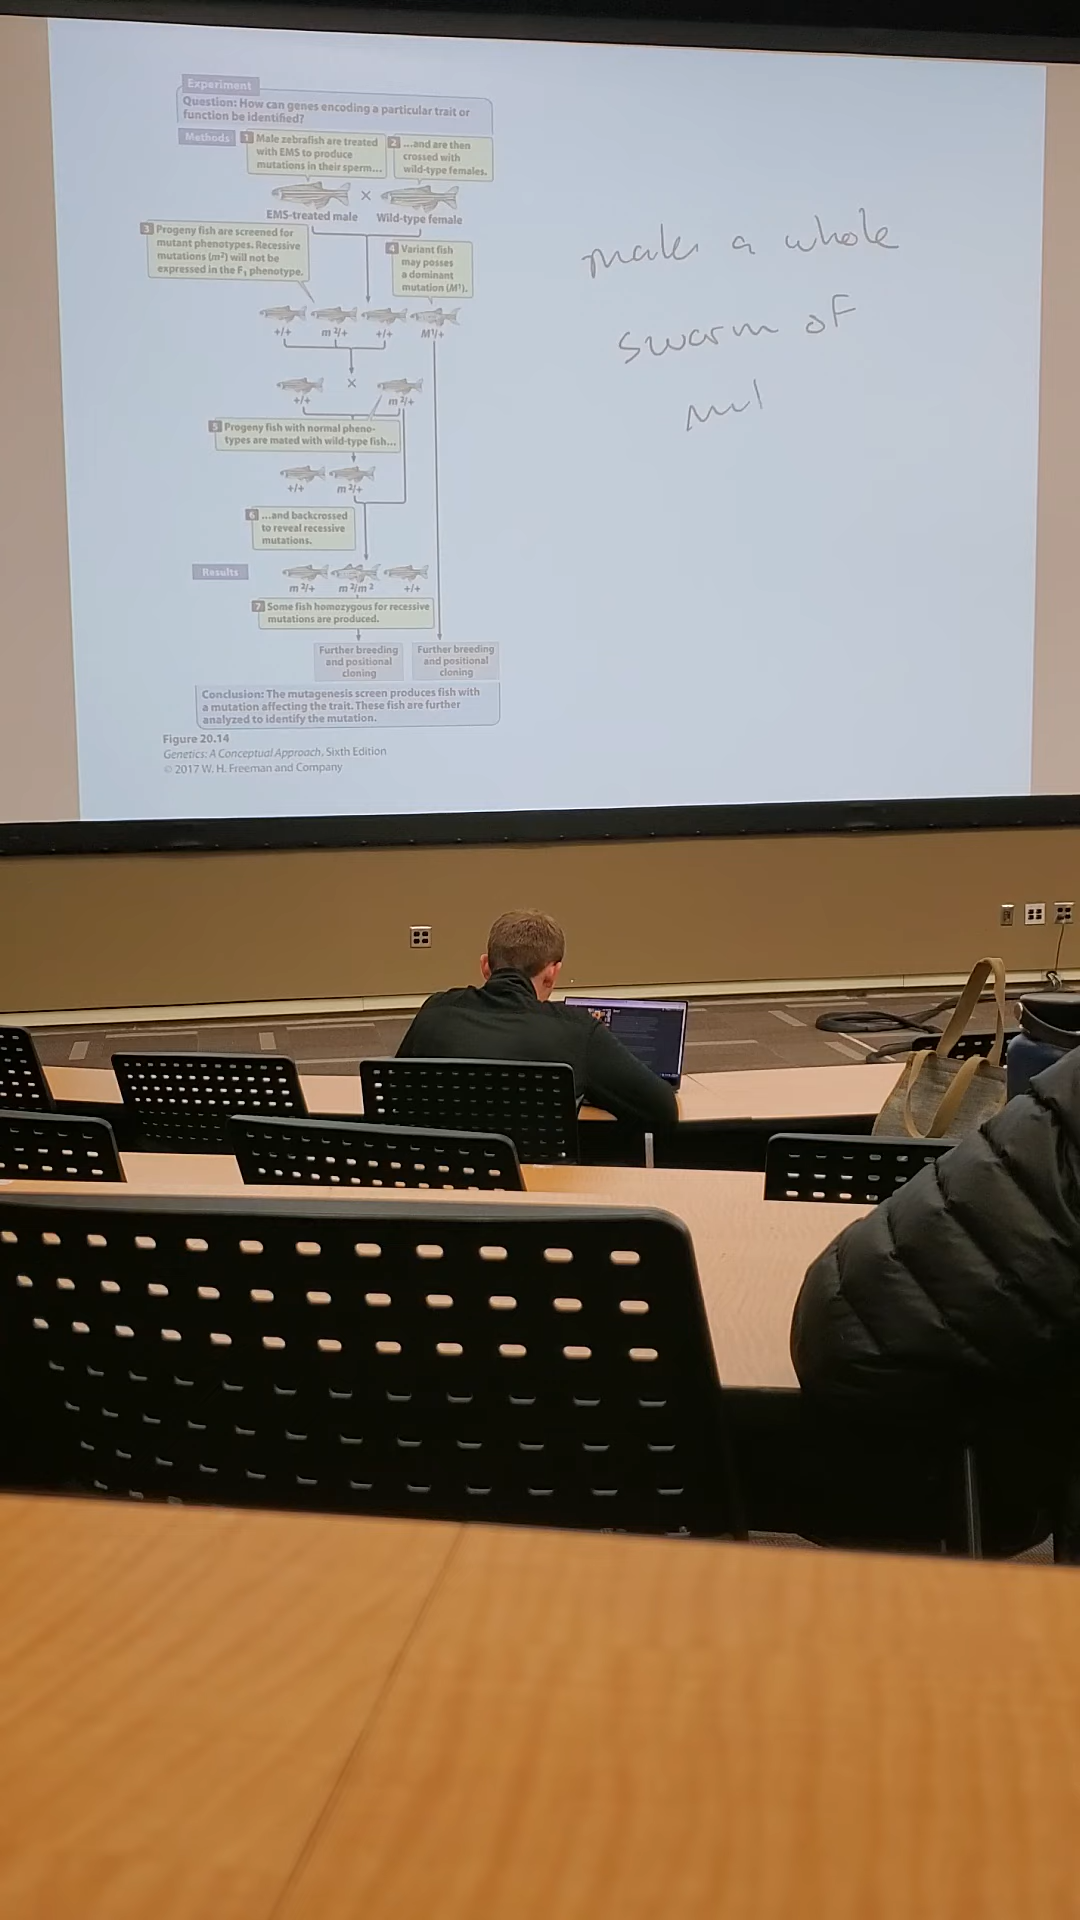 Experiment
Question: How can genes encoding a particular trait or
function be identified?
Methods
1 Male zebrafish are treated
with EMS to produce
mutations in their sperm...
2 ...and are then
crossed with
wild-type females.
×
EMS-treated male
Wild-type female
3 Progeny fish are screened for
mutant phenotypes. Recessive
mutations (m²) will not be
expressed in the F₁ phenotype.
4 Variant fish
may posses
a dominant
mutation (M¹).
+/+ m²/+ +/+ M¹/+
×
+/+ m²/+
5 Progeny fish with normal pheno-
types are mated with wild-type fish...
+/+ m²/+
6 ...and backcrossed
to reveal recessive
mutations.
Results
m²/+ m²/m² +/+
7 Some fish homozygous for recessive
mutations are produced.
Further breeding
and positional
cloning
Further breeding
and positional
cloning
Conclusion: The mutagenesis screen produces fish with
a mutation affecting the trait. These fish are further
analyzed to identify the mutation.
Figure 20.14
Genetics: A Conceptual Approach, Sixth Edition
© 2017 W. H. Freeman and Company
a whole
swarm of